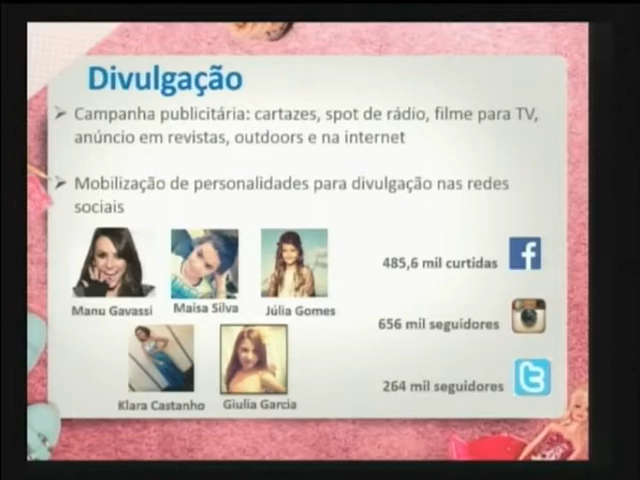 Divulgação
➢ Campanha publicitária: cartazes, spot de rádio, filme para TV,
anúncio em revistas, outdoors e na internet
➢ Mobilização de personalidades para divulgação nas redes
sociais
Manu Gavassi
Maisa Silva
Júlia Gomes
Klara Castanho
Giulia Garcia
485,6 mil curtidas
656 mil seguidores
264 mil seguidores